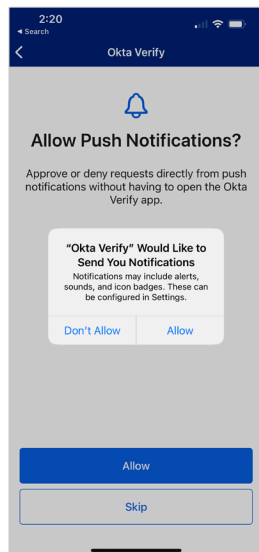 2:20
◄ Search
Okta Verify
Allow Push Notifications?
Approve or deny requests directly from push
notifications without having to open the Okta
Verify app.
"Okta Verify" Would Like to
Send You Notifications
Notifications may include alerts,
sounds, and icon badges. These can
be configured in Settings.
Don't Allow
Allow
Allow
Skip